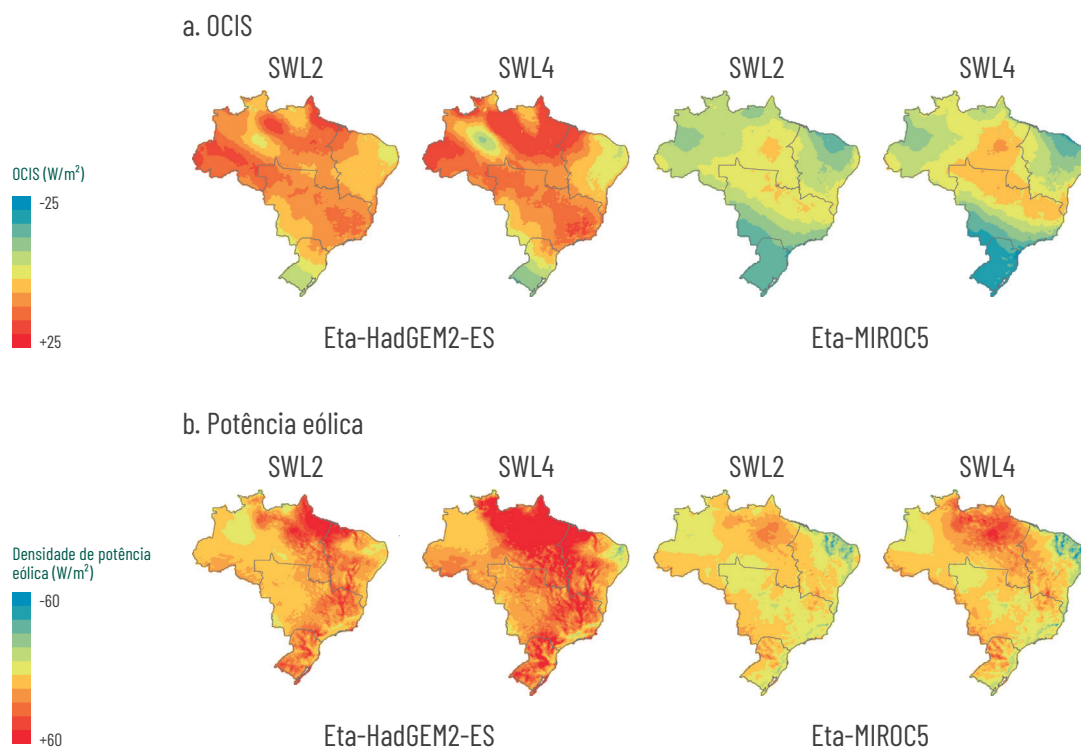 a. OCIS
SWL2 SWL4 SWL2 SWL4
OCIS (W/m²)
-25
+25
Eta-HadGEM2-ES Eta-MIROC5
b. Potência eólica
SWL2 SWL4 SWL2 SWL4
Densidade de potência
eólica (W/m²)
-60
+60
Eta-HadGEM2-ES Eta-MIROC5